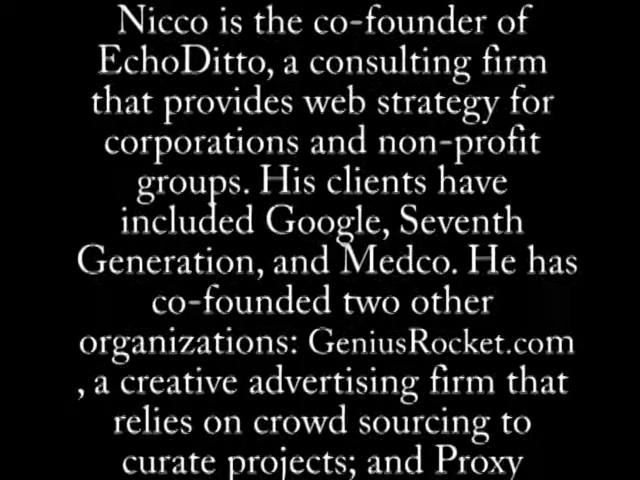 Nicco is the co-founder of
EchoDitto, a consulting firm
that provides web strategy for
corporations and non-profit
groups. His clients have
included Google, Seventh
Generation, and Medco. He has
co-founded two other
organizations: GeniusRocket.com
, a creative advertising firm that
relies on crowd sourcing to
curate projects; and Proxy